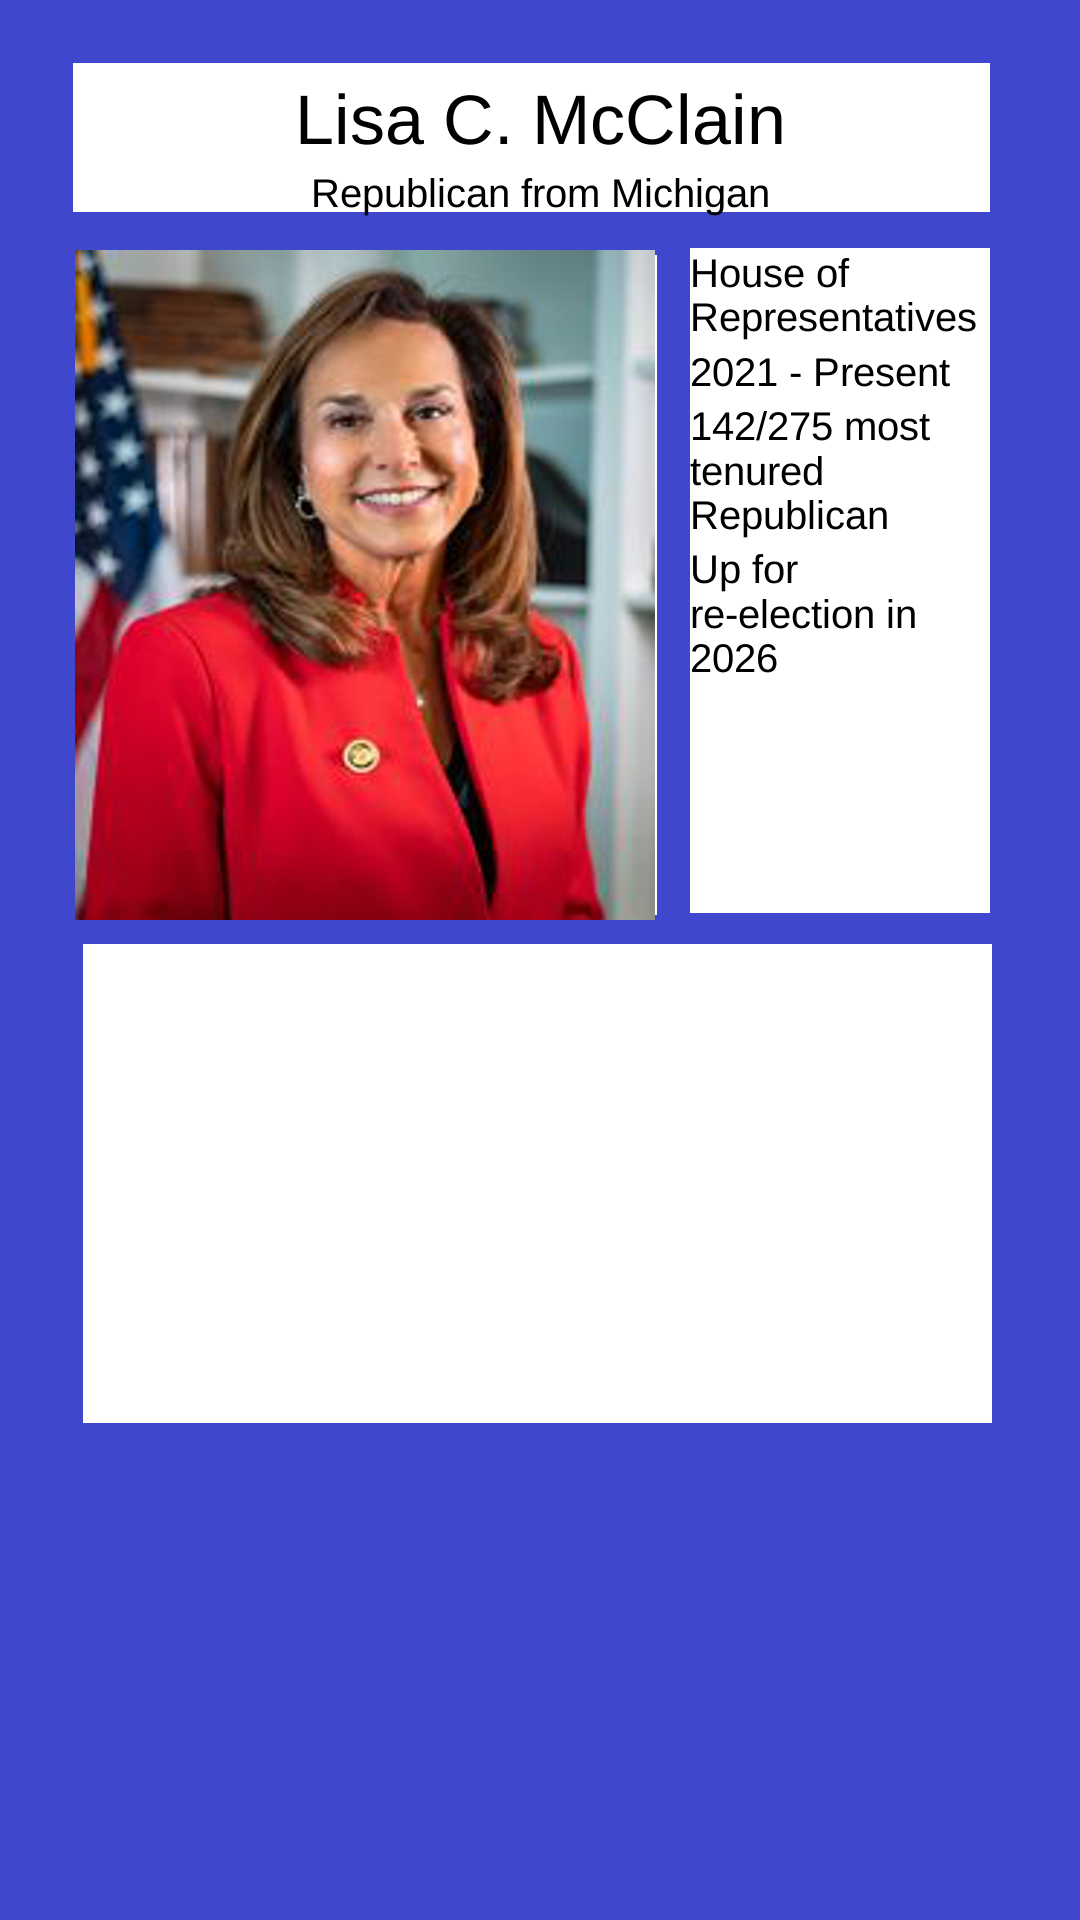 Lisa C. McClain
Republican from Michigan
House of
Representatives
2021 - Present
142/275 most
tenured
Republican
Up for
re-election in
2026